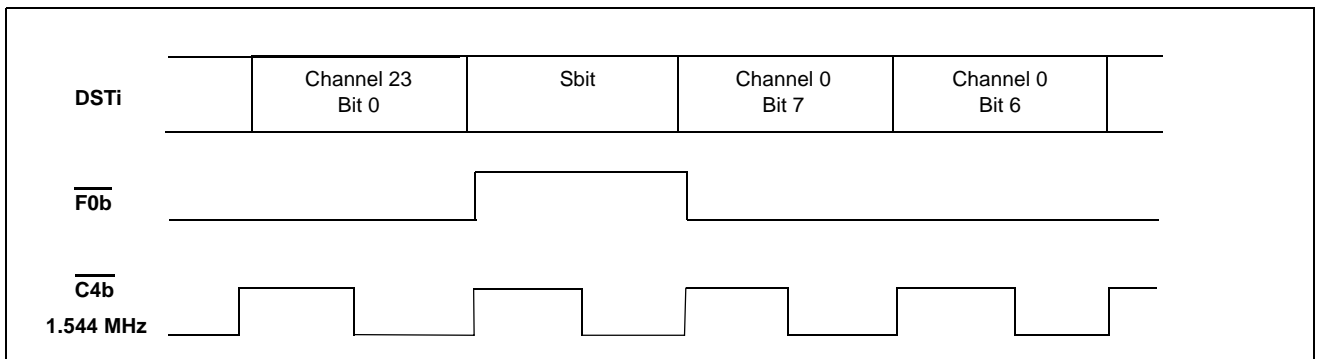 DSTi
Channel 23
Bit 0
Sbit
Channel 0
Bit 7
Channel 0
Bit 6
F0b
C4b
1.544 MHz